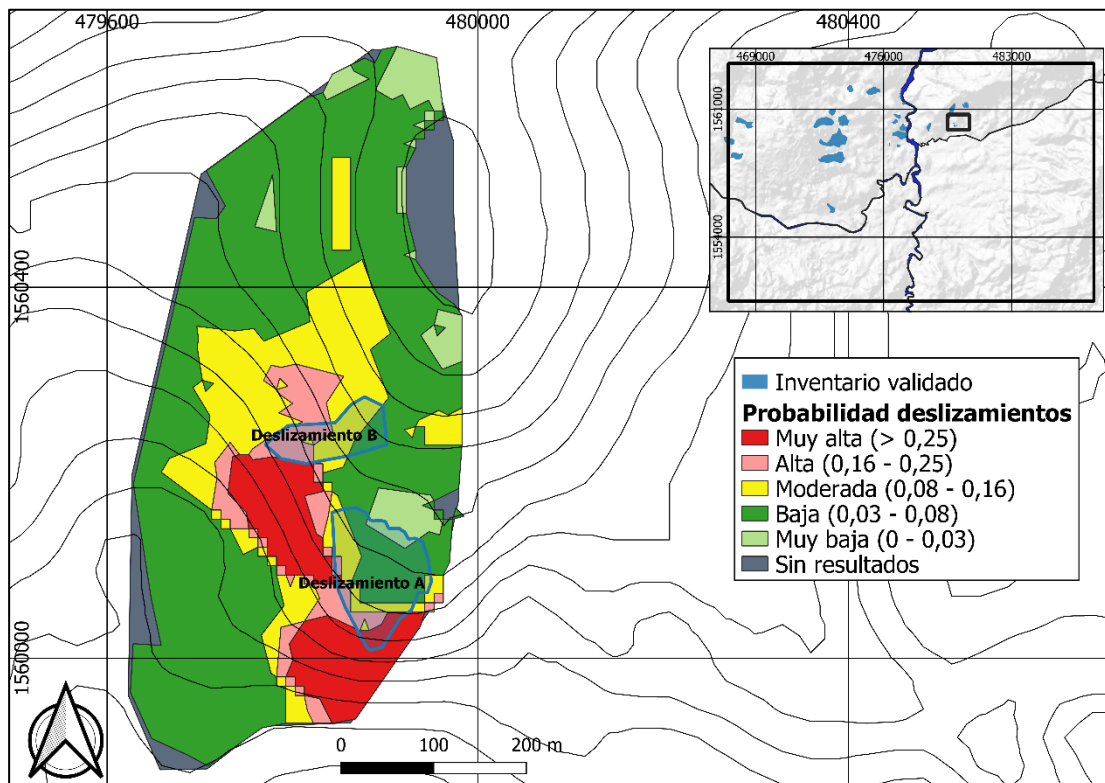 479600
480000
480400
1560400
1560000
469000
476000
483000
1561000
1554000
Deslizamiento B
Deslizamiento A
Inventario validado
Probabilidad deslizamientos
Muy alta (> 0,25)
Alta (0,16 - 0,25)
Moderada (0,08 - 0,16)
Baja (0,03 - 0,08)
Muy baja (0 - 0,03)
Sin resultados
0 100 200 m